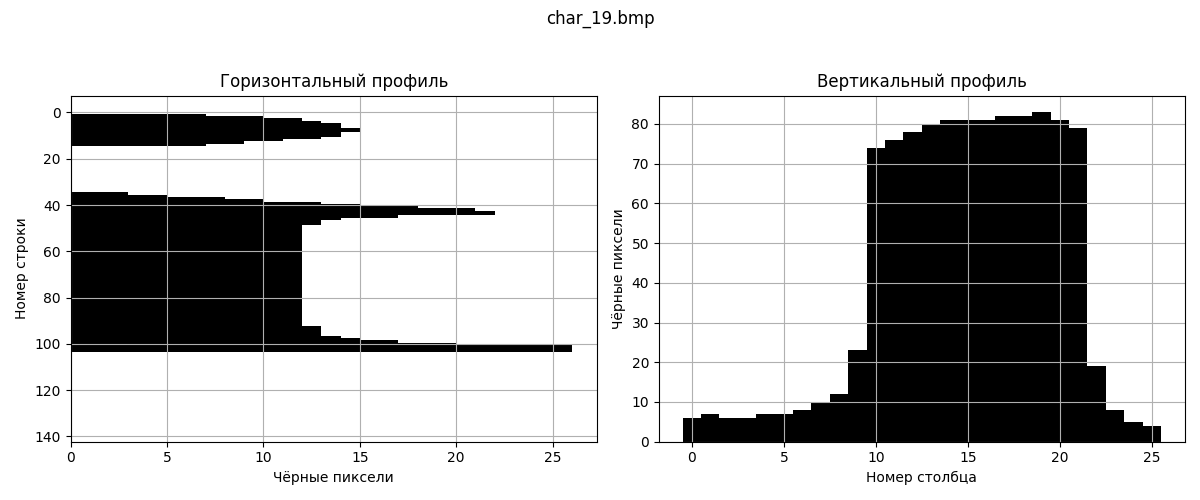 char_19.bmp
Горизонтальный профиль
Номер строки
0
20
40
60
80
100
120
140
0 5 10 15 20 25
Чёрные пиксели
Вертикальный профиль
Чёрные пиксели
80
70
60
50
40
30
20
10
0
0 5 10 15 20 25
Номер столбца